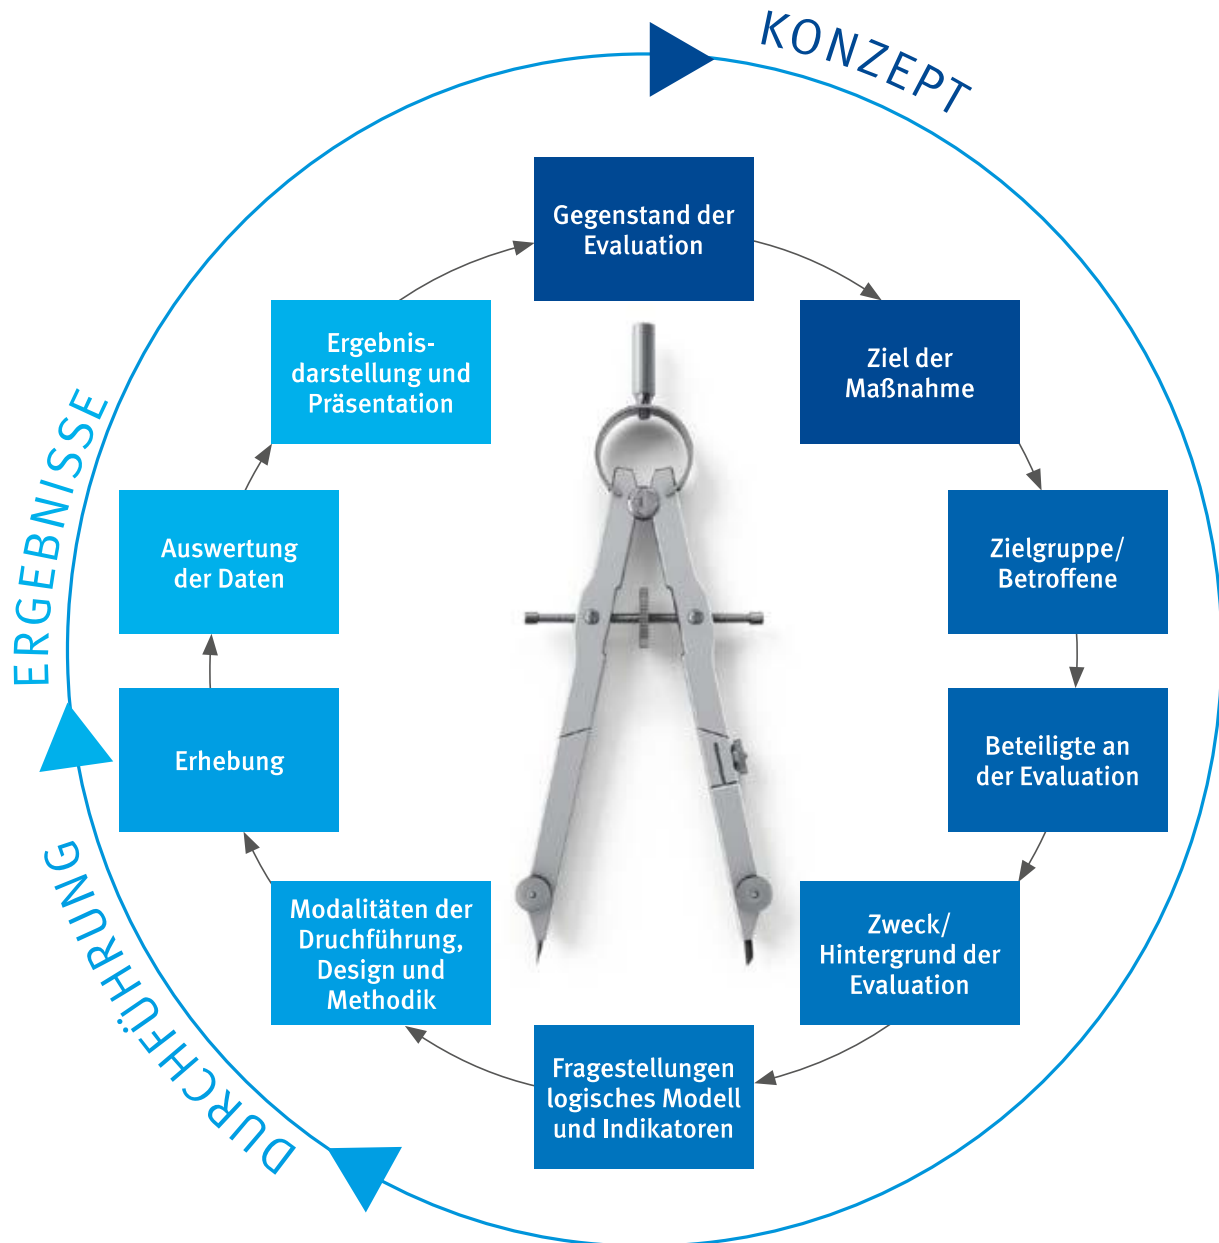 KONZEPT
Gegenstand der
Evaluation
Ziel der
Maßnahme
Zielgruppe/
Betroffene
Beteiligte an
der Evaluation
Zweck/
Hintergrund der
Evaluation
Fragestellungen
logisches Modell
und Indikatoren
DURCHFÜHRUNG
Modalitäten der
Druchführung,
Design und
Methodik
Erhebung
ERGEBNISSE
Auswertung
der Daten
Ergebnis-
darstellung und
Präsentation